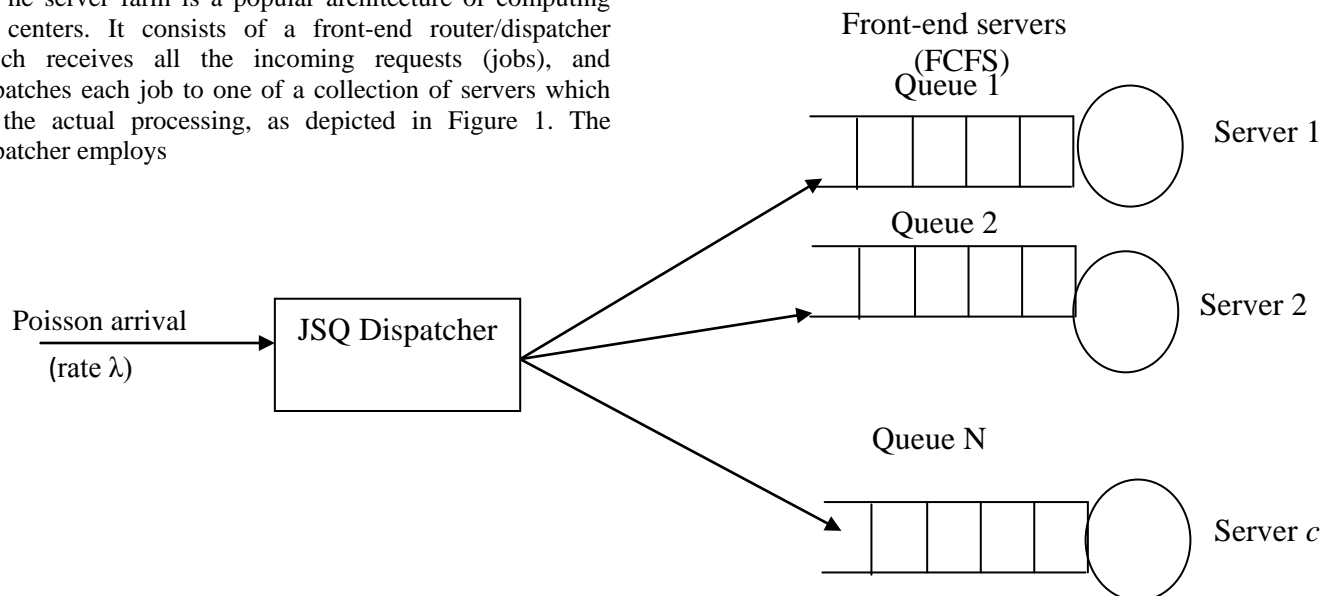 he server farm is a popular architecture of computing
centers. It consists of a front-end router/dispatcher
ch receives all the incoming requests (jobs), and
patches each job to one of a collection of servers which
the actual processing, as depicted in Figure 1. The
patcher employs
Front-end servers
(FCFS)
Queue 1
Server 1
Queue 2
Server 2
Poisson arrival
(rate λ)
JSQ Dispatcher
Queue N
Server c